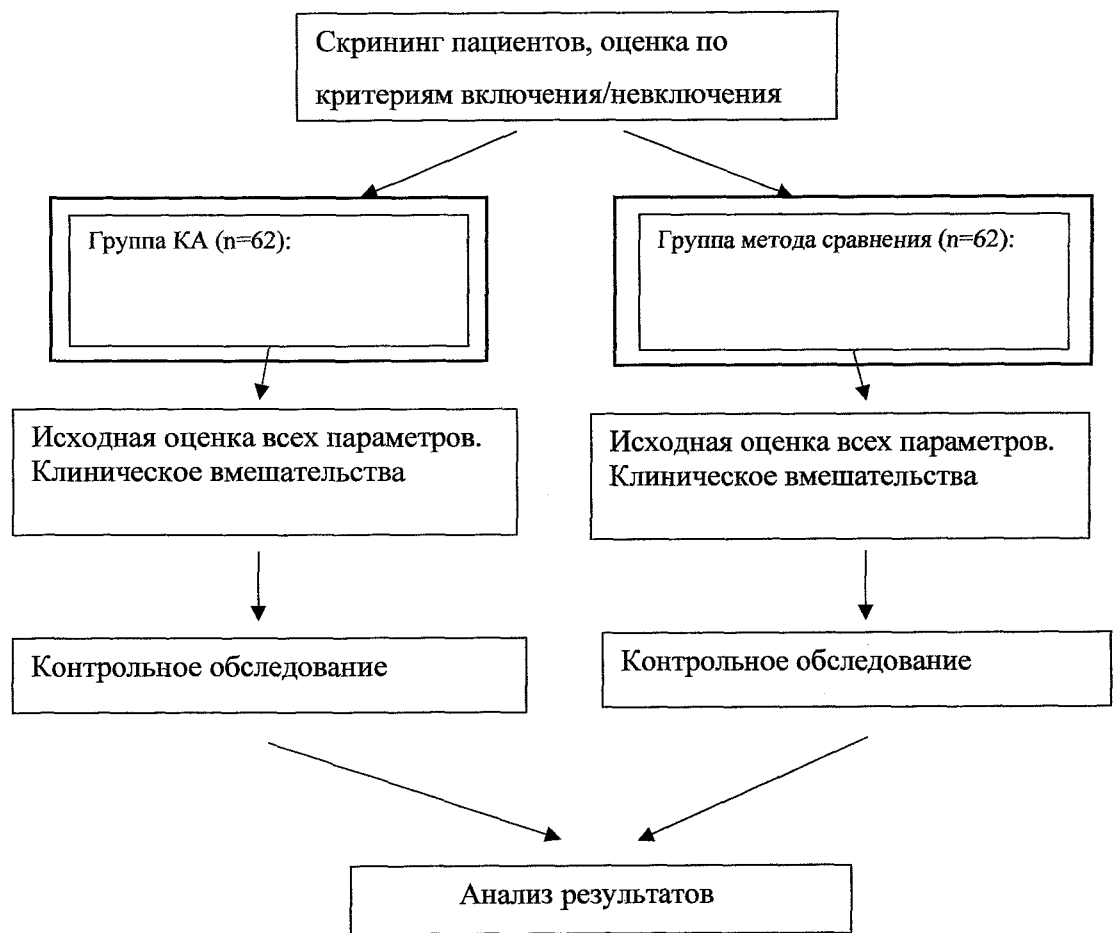 Скрининг пациентов, оценка по
критериям включения/невключения
Группа КА (n=62):
Группа метода сравнения (n=62):
Исходная оценка всех параметров.
Клиническое вмешательства
Исходная оценка всех параметров.
Клиническое вмешательства
Контрольное обследование
Контрольное обследование
Анализ результатов